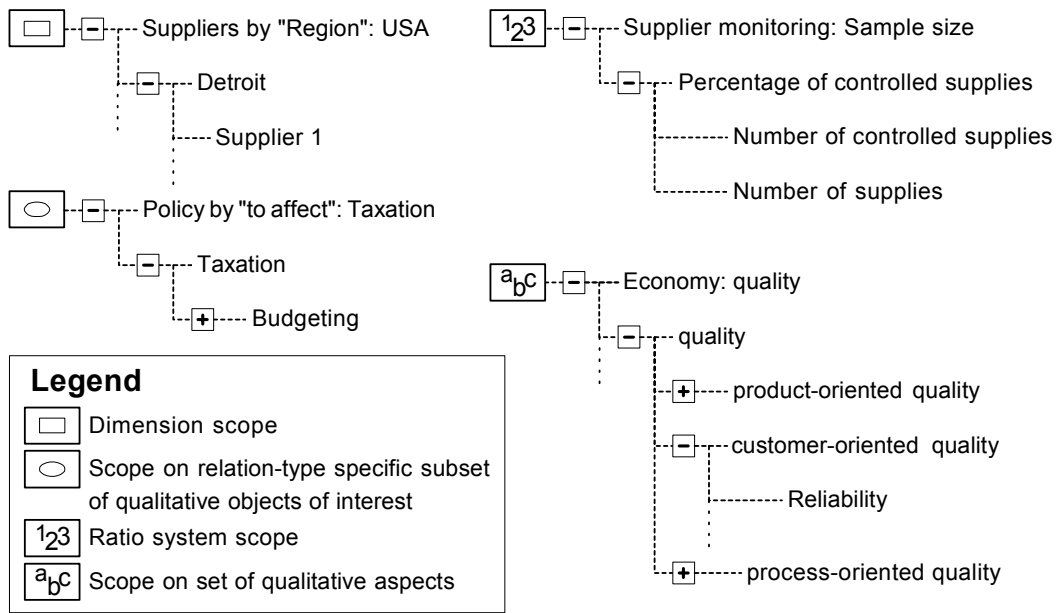 Suppliers by "Region": USA
Detroit
Supplier 1
Policy by "to affect": Taxation
Taxation
Budgeting
123
Supplier monitoring: Sample size
Percentage of controlled supplies
Number of controlled supplies
Number of supplies
abc
Economy: quality
quality
product-oriented quality
customer-oriented quality
Reliability
process-oriented quality
Legend
Dimension scope
Scope on relation-type specific subset
of qualitative objects of interest
123
Ratio system scope
abc
Scope on set of qualitative aspects